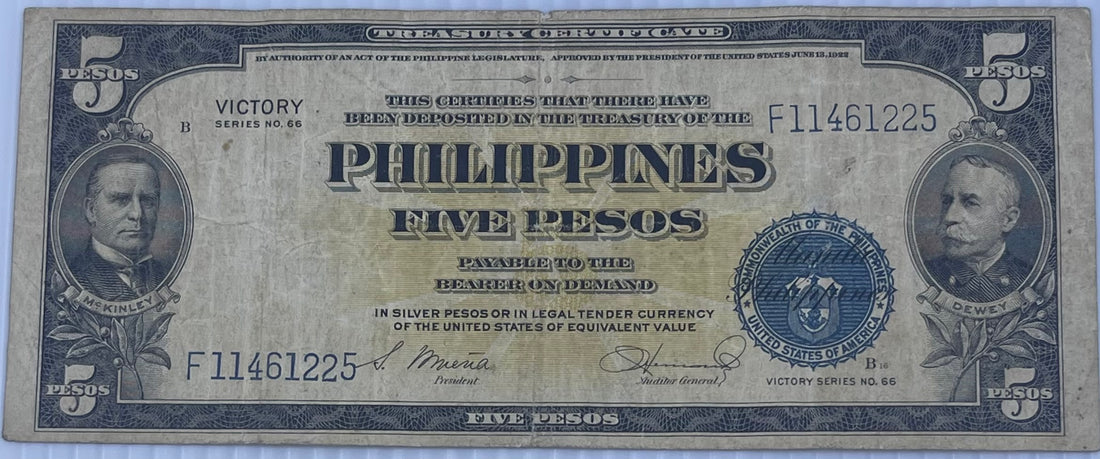 TREASURY CERTIFICATE
5 PESOS
5 PESOS
BY AUTHORITY OF AN ACT OF THE PHILIPPINE LEGISLATURE, APPROVED BY THE PRESIDENT OF THE UNITED STATES JUNE 13, 1922
VICTORY
B SERIES NO. 66
THIS CERTIFIES THAT THERE HAVE
BEEN DEPOSITED IN THE TREASURY OF THE
F11461225
PHILIPPINES
FIVE PESOS
PAYABLE TO THE
BEARER ON DEMAND
IN SILVER PESOS OR IN LEGAL TENDER CURRENCY
OF THE UNITED STATES OF EQUIVALENT VALUE
McKINLEY
DEWEY
COMMONWEALTH OF THE PHILIPPINES
Manila
Philippines
UNITED STATES OF AMERICA
F11461225
President
Auditor General
B16
VICTORY SERIES NO. 66
5 PESOS
FIVE PESOS
5 PESOS